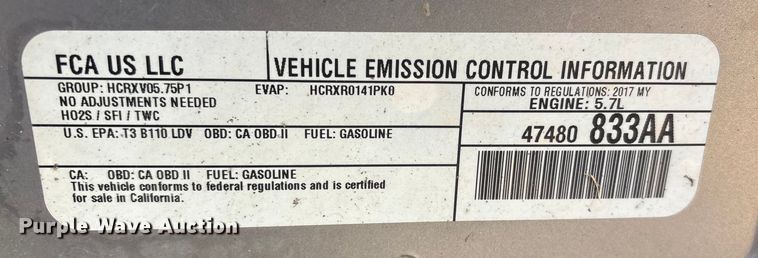 FCA US LLC
VEHICLE EMISSION CONTROL INFORMATION
GROUP: HCRXV05.75P1 EVAP: HCRXR0141PK0
NO ADJUSTMENTS NEEDED
HO2S / SFI / TWC
CONFORMS TO REGULATIONS: 2017 MY
ENGINE: 5.7L
U.S. EPA: T3 B110 LDV OBD: CA OBD II FUEL: GASOLINE
47480 833AA
CA: OBD: CA OBD II FUEL: GASOLINE
This vehicle conforms to federal regulations and is certified
for sale in California.
Purple Wave Auction